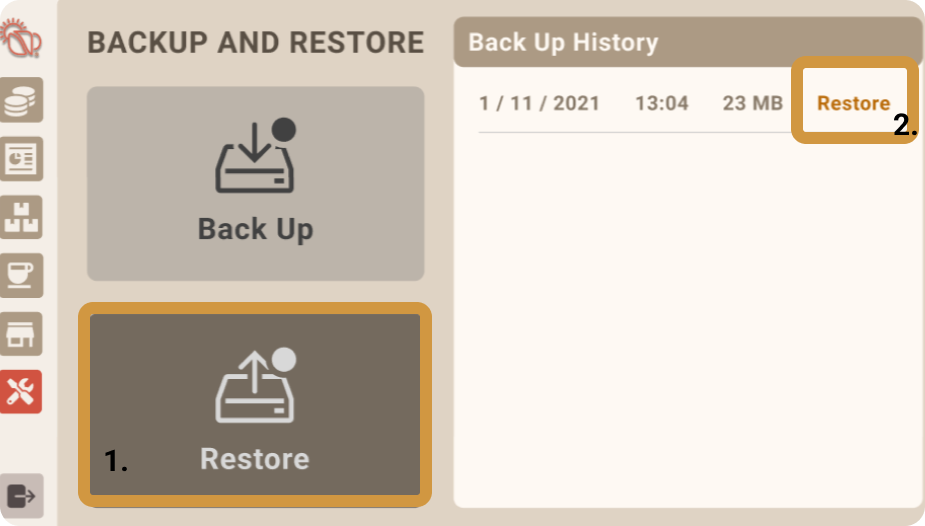 BACKUP AND RESTORE
Back Up
1.
Restore
Back Up History
1 / 11 / 2021 13:04 23 MB Restore
2.